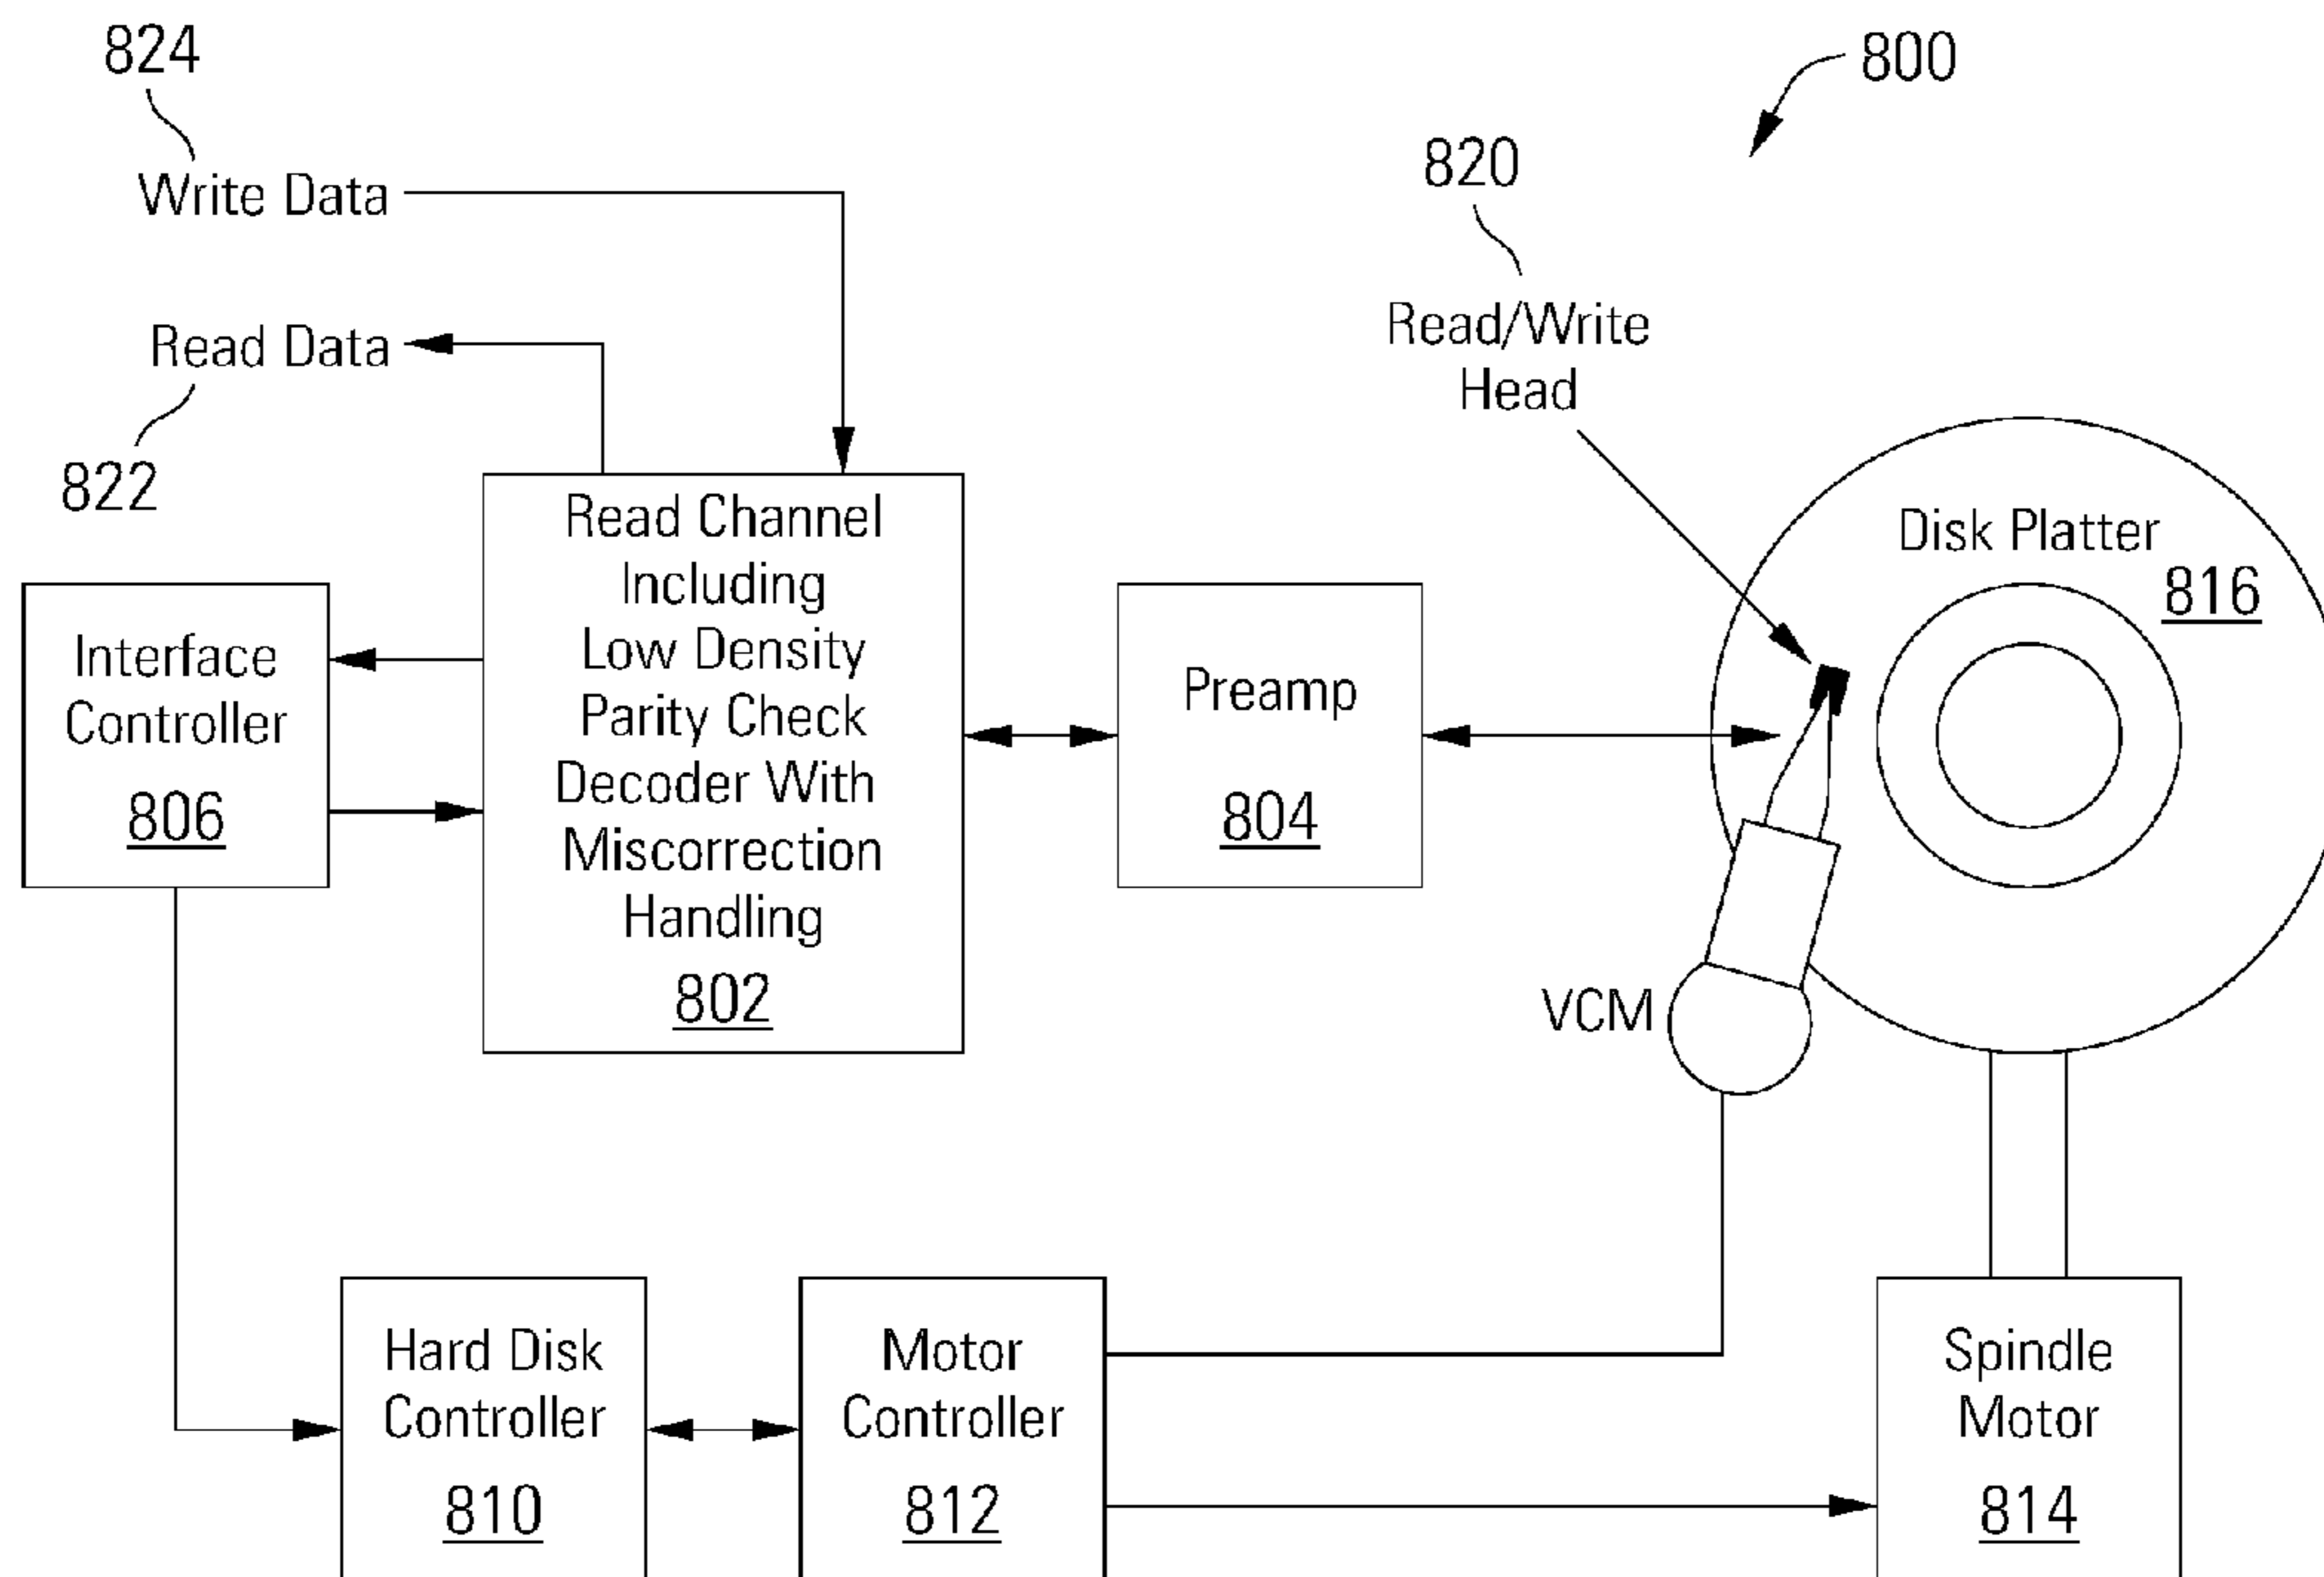 824
800
Write Data
820
Read/Write
Head
Read Data
822
Read Channel
Including
Low Density
Parity Check
Decoder With
Miscorrection
Handling
802
Disk Platter
816
Interface
Controller
806
Preamp
804
VCM
Hard Disk
Controller
810
Motor
Controller
812
Spindle
Motor
814